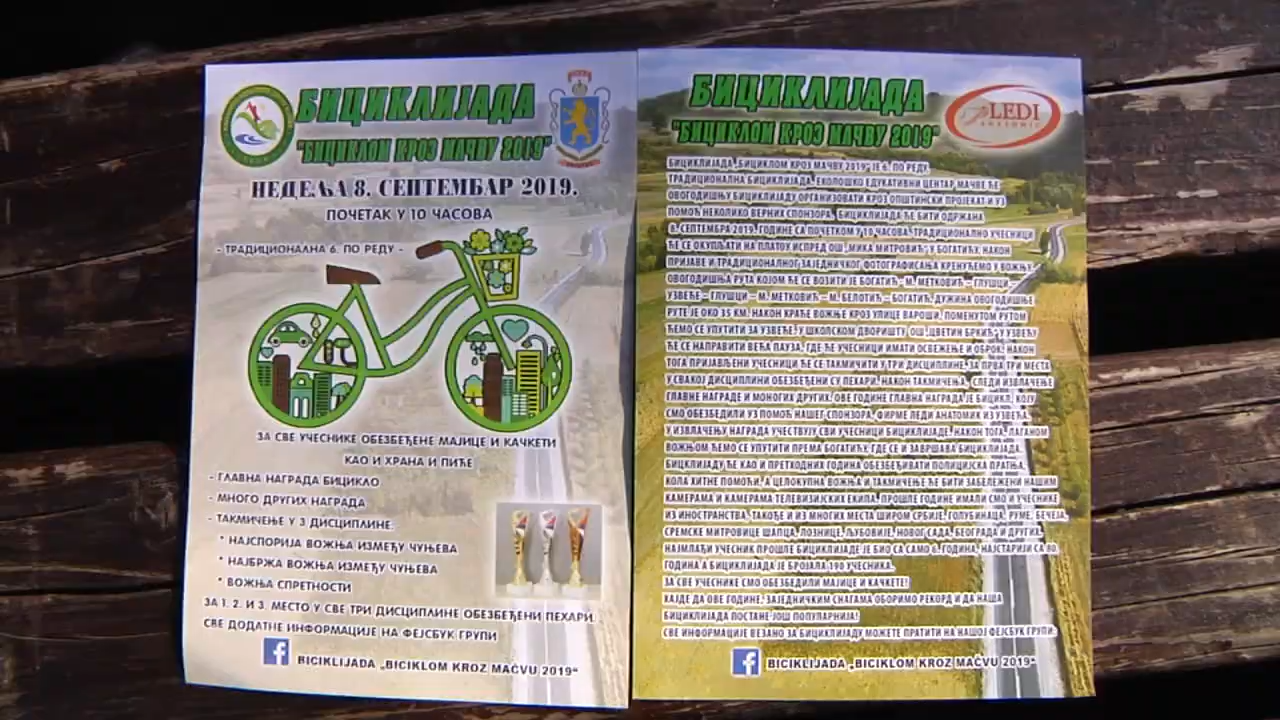 БИЦИКЛИЈАДА
"БИЦИКЛОМ КРОЗ МАЧВУ 2019"
НЕДЕЉА 8. СЕПТЕМБАР 2019.
ПОЧЕТАК У 10 ЧАСОВА
- ТРАДИЦИОНАЛНА 6. ПО РЕДУ -
ЗА СВЕ УЧЕСНИКЕ ОБЕЗБЕЂЕНЕ МАЈИЦЕ И КАЧКЕТИ
КАО И ХРАНА И ПИЋЕ
- ГЛАВНА НАГРАДА БИЦИКЛО
- МНОГО ДРУГИХ НАГРАДА
- ТАКМИЧЕЊЕ У 3 ДИСЦИПЛИНЕ:
* НАЈСПОРИЈА ВОЖЊА ИЗМЕЂУ ЧУЊЕВА
* НАЈБРЖА ВОЖЊА ИЗМЕЂУ ЧУЊЕВА
* ВОЖЊА СПРЕТНОСТИ
ЗА 1. 2. И 3. МЕСТО У СВЕ ТРИ ДИСЦИПЛИНЕ ОБЕЗБЕЂЕНИ ПЕХАРИ.
СВЕ ДОДАТНЕ ИНФОРМАЦИЈЕ НА ФЕЈСБУК ГРУПИ
f BICIKLIJADA „BICIKLOM KROZ MAČVU 2019"
БИЦИКЛИЈАДА
"БИЦИКЛОМ КРОЗ МАЧВУ 2019"
LEDI
ANATOMIC
БИЦИКЛИЈАДА „БИЦИКЛОМ КРОЗ МАЧВУ 2019" ЈЕ 6. ПО РЕДУ
ТРАДИЦИОНАЛНА БИЦИКЛИЈАДА. ЕКОЛОШКО ЕДУКАТИВНИ ЦЕНТАР МАЧВЕ ЋЕ
ОВОГОДИШЊУ БИЦИКЛИЈАДУ ОРГАНИЗОВАТИ КРОЗ ОПШТИНСКИ ПРОЈЕКАТ И УЗ
ПОМОЋ НЕКОЛИКО ВЕРНИХ СПОНЗОРА. БИЦИКЛИЈАДА ЋЕ БИТИ ОДРЖАНА
8. СЕПТЕМБРА 2019. ГОДИНЕ СА ПОЧЕТКОМ У 10 ЧАСОВА. ТРАДИЦИОНАЛНО УЧЕСНИЦИ
ЋЕ СЕ ОКУПЉАТИ НА ПЛАТОУ ИСПРЕД ОШ „МИКА МИТРОВИЋ" У БОГАТИЋУ. НАКОН
ПРИЈАВЕ И ТРАДИЦИОНАЛНОГ ЗАЈЕДНИЧКОГ ФОТОГРАФИСАЊА КРЕНУЋЕМО У ВОЖЊУ.
ОВОГОДИШЊА РУТА КОЈОМ ЋЕ СЕ ВОЗИТИ ЈЕ БОГАТИЋ – М. МЕТКОВИЋ – ГЛУШЦИ –
УЗВЕЋЕ – ГЛУШЦИ – М. МЕТКОВИЋ – М. БЕЛОТИЋ – БОГАТИЋ. ДУЖИНА ОВОГОДИШЊЕ
РУТЕ ЈЕ ОКО 35 КМ. НАКОН КРАЋЕ ВОЖЊЕ КРОЗ УЛИЦЕ ВАРОШИ, ПОМЕНУТОМ РУТОМ
ЋЕМО СЕ УПУТИТИ ЗА УЗВЕЋЕ. У ШКОЛСКОМ ДВОРИШТУ, ОШ „ЦВЕТИН БРКИЋ" У УЗВЕЋУ
ЋЕ СЕ НАПРАВИТИ ВЕЋА ПАУЗА, ГДЕ ЋЕ УЧЕСНИЦИ ИМАТИ ОСВЕЖЕЊЕ И ОБРОК. НАКОН
ТОГА ПРИЈАВЉЕНИ УЧЕСНИЦИ ЋЕ СЕ ТАКМИЧИТИ У ТРИ ДИСЦИПЛИНЕ. ЗА ПРВА ТРИ МЕСТА
У СВАКОЈ ДИСЦИПЛИНИ ОБЕЗБЕЂЕНИ СУ ПЕХАРИ. НАКОН ТАКМИЧЕЊА, СЛЕДИ ИЗВЛАЧЕЊЕ
ГЛАВНЕ НАГРАДЕ И МОНОГИХ ДРУГИХ. ОВЕ ГОДИНЕ ГЛАВНА НАГРАДА ЈЕ БИЦИКЛ, КОЈУ
СМО ОБЕЗБЕДИЛИ УЗ ПОМОЋ НАШЕГ СПОНЗОРА, ФИРМЕ ЛЕДИ АНАТОМИК ИЗ УЗВЕЋА.
У ИЗВЛАЧЕЊУ НАГРАДА УЧЕСТВУЈУ СВИ УЧЕСНИЦИ БИЦИКЛИЈАДЕ. НАКОН ТОГА, ЛАГАНОМ
ВОЖЊОМ ЋЕМО СЕ УПУТИТИ ПРЕМА БОГАТИЋУ, ГДЕ СЕ И ЗАВРШАВА БИЦИКЛИЈАДА.
БИЦКЛИЈАДУ ЋЕ КАО И ПРЕТХОДНИХ ГОДИНА ОБЕЗБЕЂИВАТИ ПОЛИЦИЈСКА ПРАТЊА,
КОЛА ХИТНЕ ПОМОЋИ, А ЦЕЛОКУПНА ВОЖЊА И ТАКМИЧЕЊЕ ЋЕ БИТИ ЗАБЕЛЕЖЕНИ НАШИМ
КАМЕРАМА И КАМЕРАМА ТЕЛЕВИЗИЈСКИХ ЕКИПА. ПРОШЛЕ ГОДИНЕ ИМАЛИ СМО И УЧЕСНИКЕ
ИЗ ИНОСТРАНСТВА, ТАКОЂЕ И ИЗ МНОГИХ МЕСТА ШИРОМ СРБИЈЕ, ГОЛУБИНАЦА, РУМЕ, БЕЧЕЈА,
СРЕМСКЕ МИТРОВИЦЕ ШАПЦА, ЛОЗНИЦЕ, ЉУБОВИЈЕ, НОВОГ САДА, БЕОГРАДА И ДРУГИХ.
НАЈМЛАЂИ УЧЕСНИК ПРОШЛЕ БИЦИКЛИЈАДЕ ЈЕ БИО СА САМО 6. ГОДИНА, НАЈСТАРИЈИ СА 80.
ГОДИНА А БИЦИКЛИЈАДА ЈЕ БРОЈАЛА 190 УЧЕСНИКА.
ЗА СВЕ УЧЕСНИКЕ СМО ОБЕЗБЕДИЛИ МАЈИЦЕ И КАЧКЕТЕ!
ХАЈДЕ ДА ОВЕ ГОДИНЕ, ЗАЈЕДНИЧКИМ СНАГАМА ОБОРИМО РЕКОРД И ДА НАША
БИЦИКЛИЈАДА ПОСТАНЕ ЈОШ ПОПУЛАРНИЈА!
СВЕ ИНФОРМАЦИЈЕ ВЕЗАНО ЗА БИЦИКЛИЈАДУ МОЖЕТЕ ПРАТИТИ НА НАШОЈ ФЕЈСБУК ГРУПИ:
f BICIKLIJADA „BICIKLOM KROZ MAČVU 2019"